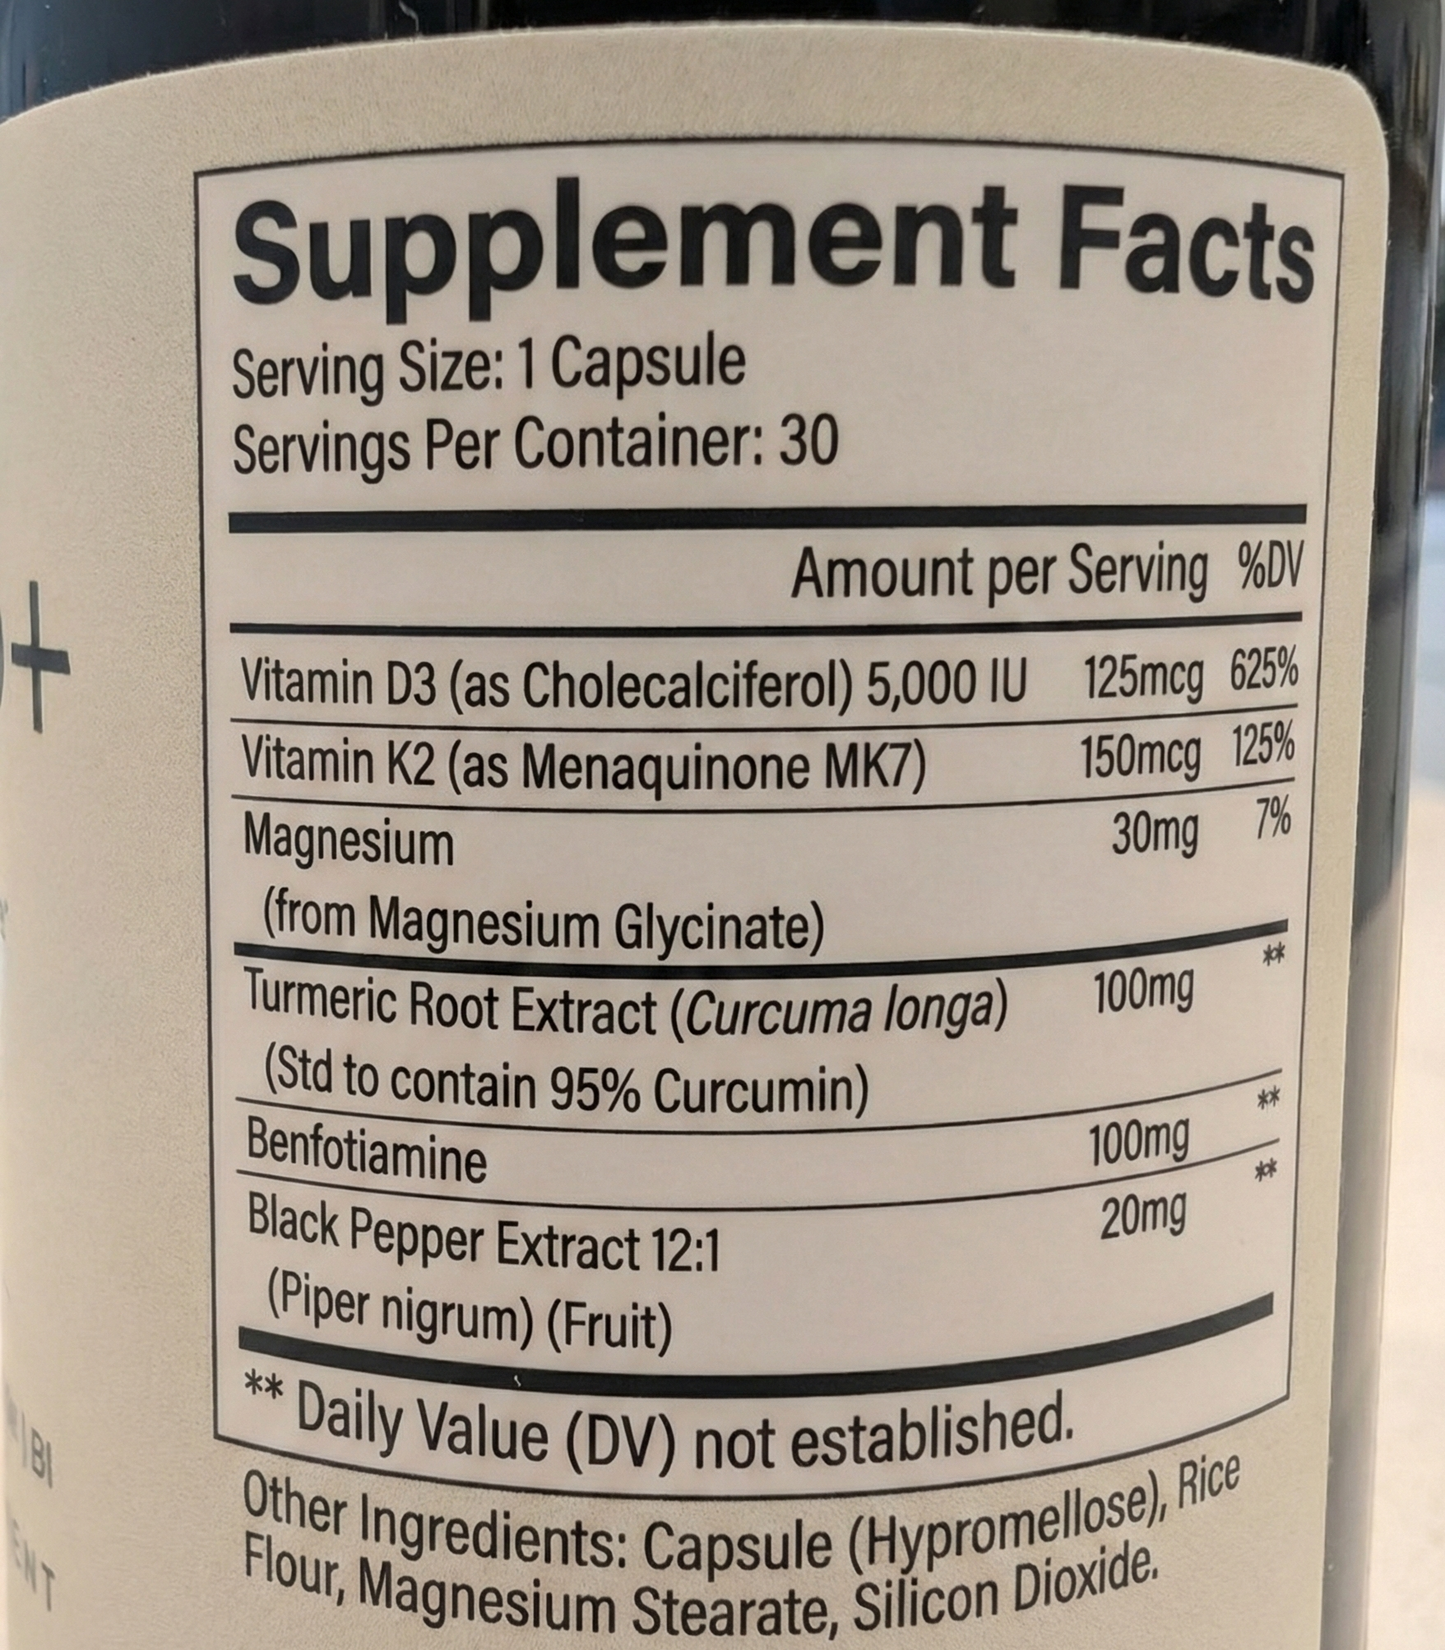 Supplement Facts
Serving Size: 1 Capsule
Servings Per Container: 30
Amount per Serving %DV
Vitamin D3 (as Cholecalciferol) 5,000 IU 125mcg 625%
Vitamin K2 (as Menaquinone MK7) 150mcg 125%
Magnesium 30mg 7%
(from Magnesium Glycinate)
Turmeric Root Extract (Curcuma longa) 100mg **
(Std to contain 95% Curcumin)
Benfotiamine 100mg **
Black Pepper Extract 12:1 20mg **
(Piper nigrum) (Fruit)
** Daily Value (DV) not established.
Other Ingredients: Capsule (Hypromellose), Rice
Flour, Magnesium Stearate, Silicon Dioxide.